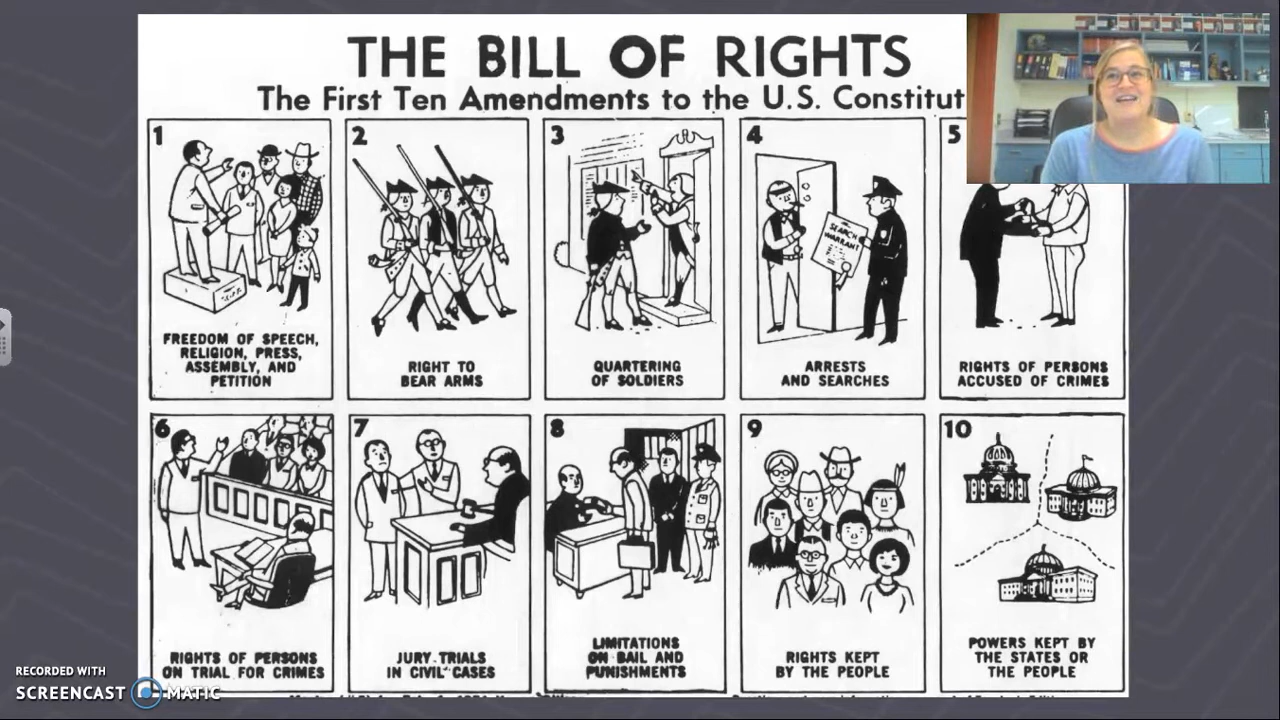 THE BILL OF RIGHTS
The First Ten Amendments to the U.S. Constitut
1
FREEDOM OF SPEECH,
RELIGION, PRESS,
ASSEMBLY, AND
PETITION
2
RIGHT TO
BEAR ARMS
3
QUARTERING
OF SOLDIERS
4
SEARCH
WARRANT
ARRESTS
AND SEARCHES
5
RIGHTS OF PERSONS
ACCUSED OF CRIMES
6
RIGHTS OF PERSONS
ON TRIAL FOR CRIMES
7
JURY TRIALS
IN CIVIL CASES
8
LIMITATIONS
ON BAIL AND
PUNISHMENTS
9
RIGHTS KEPT
BY THE PEOPLE
10
POWERS KEPT BY
THE STATES OR
THE PEOPLE
RECORDED WITH
SCREENCAST MATIC